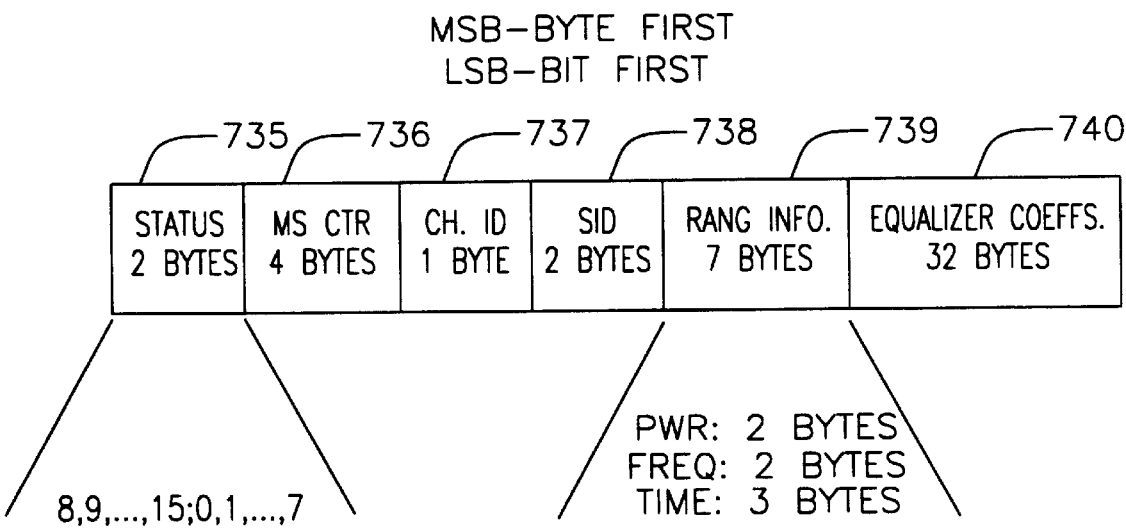 MSB-BYTE FIRST
LSB-BIT FIRST
735 736 737 738 739 740
STATUS MS CTR CH. ID SID RANG INFO. EQUALIZER COEFFS.
2 BYTES 4 BYTES 1 BYTE 2 BYTES 7 BYTES 32 BYTES
PWR: 2 BYTES
FREQ: 2 BYTES
TIME: 3 BYTES
8,9,...,15;0,1,...,7